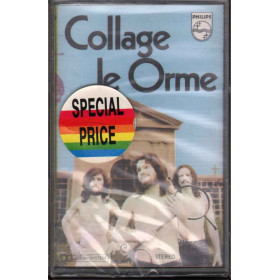 Collage
PHILIPS
le Orme
SPECIAL
PRICE
STEREO